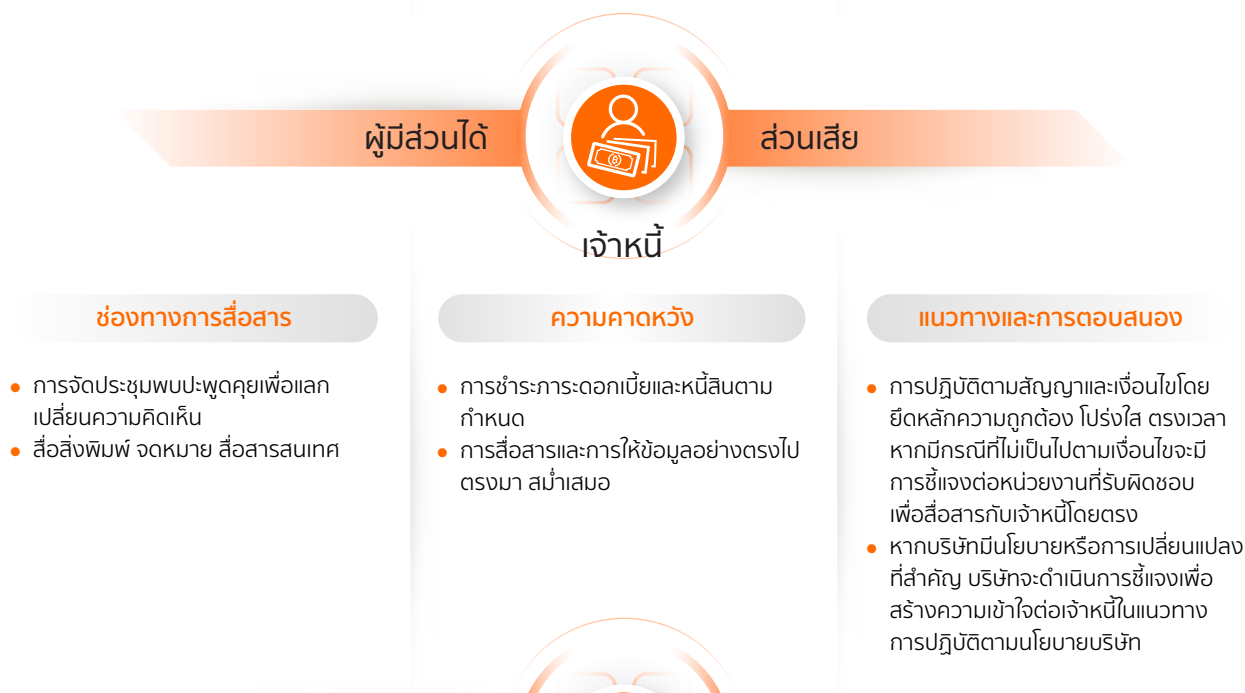 ผู้มีส่วนได้ ส่วนเสีย
เจ้าหนี้
ช่องทางการสื่อสาร
• การจัดประชุมพบปะพูดคุยเพื่อแลก
เปลี่ยนความคิดเห็น
• สื่อสิ่งพิมพ์ จดหมาย สื่อสารสนเทศ
ความคาดหวัง
• การชำระภาระดอกเบี้ยและหนี้สินตาม
กำหนด
• การสื่อสารและการให้ข้อมูลอย่างตรงไป
ตรงมา สม่ำเสมอ
แนวทางและการตอบสนอง
• การปฏิบัติตามสัญญาและเงื่อนไขโดย
ยึดหลักความถูกต้อง โปร่งใส ตรงเวลา
หากมีกรณีที่ไม่เป็นไปตามเงื่อนไขจะมี
การชี้แจงต่อหน่วยงานที่รับผิดชอบ
เพื่อสื่อสารกับเจ้าหนี้โดยตรง
• หากบริษัทมีนโยบายหรือการเปลี่ยนแปลง
ที่สำคัญ บริษัทจะดำเนินการชี้แจงเพื่อ
สร้างความเข้าใจต่อเจ้าหนี้ในแนวทาง
การปฏิบัติตามนโยบายบริษัท